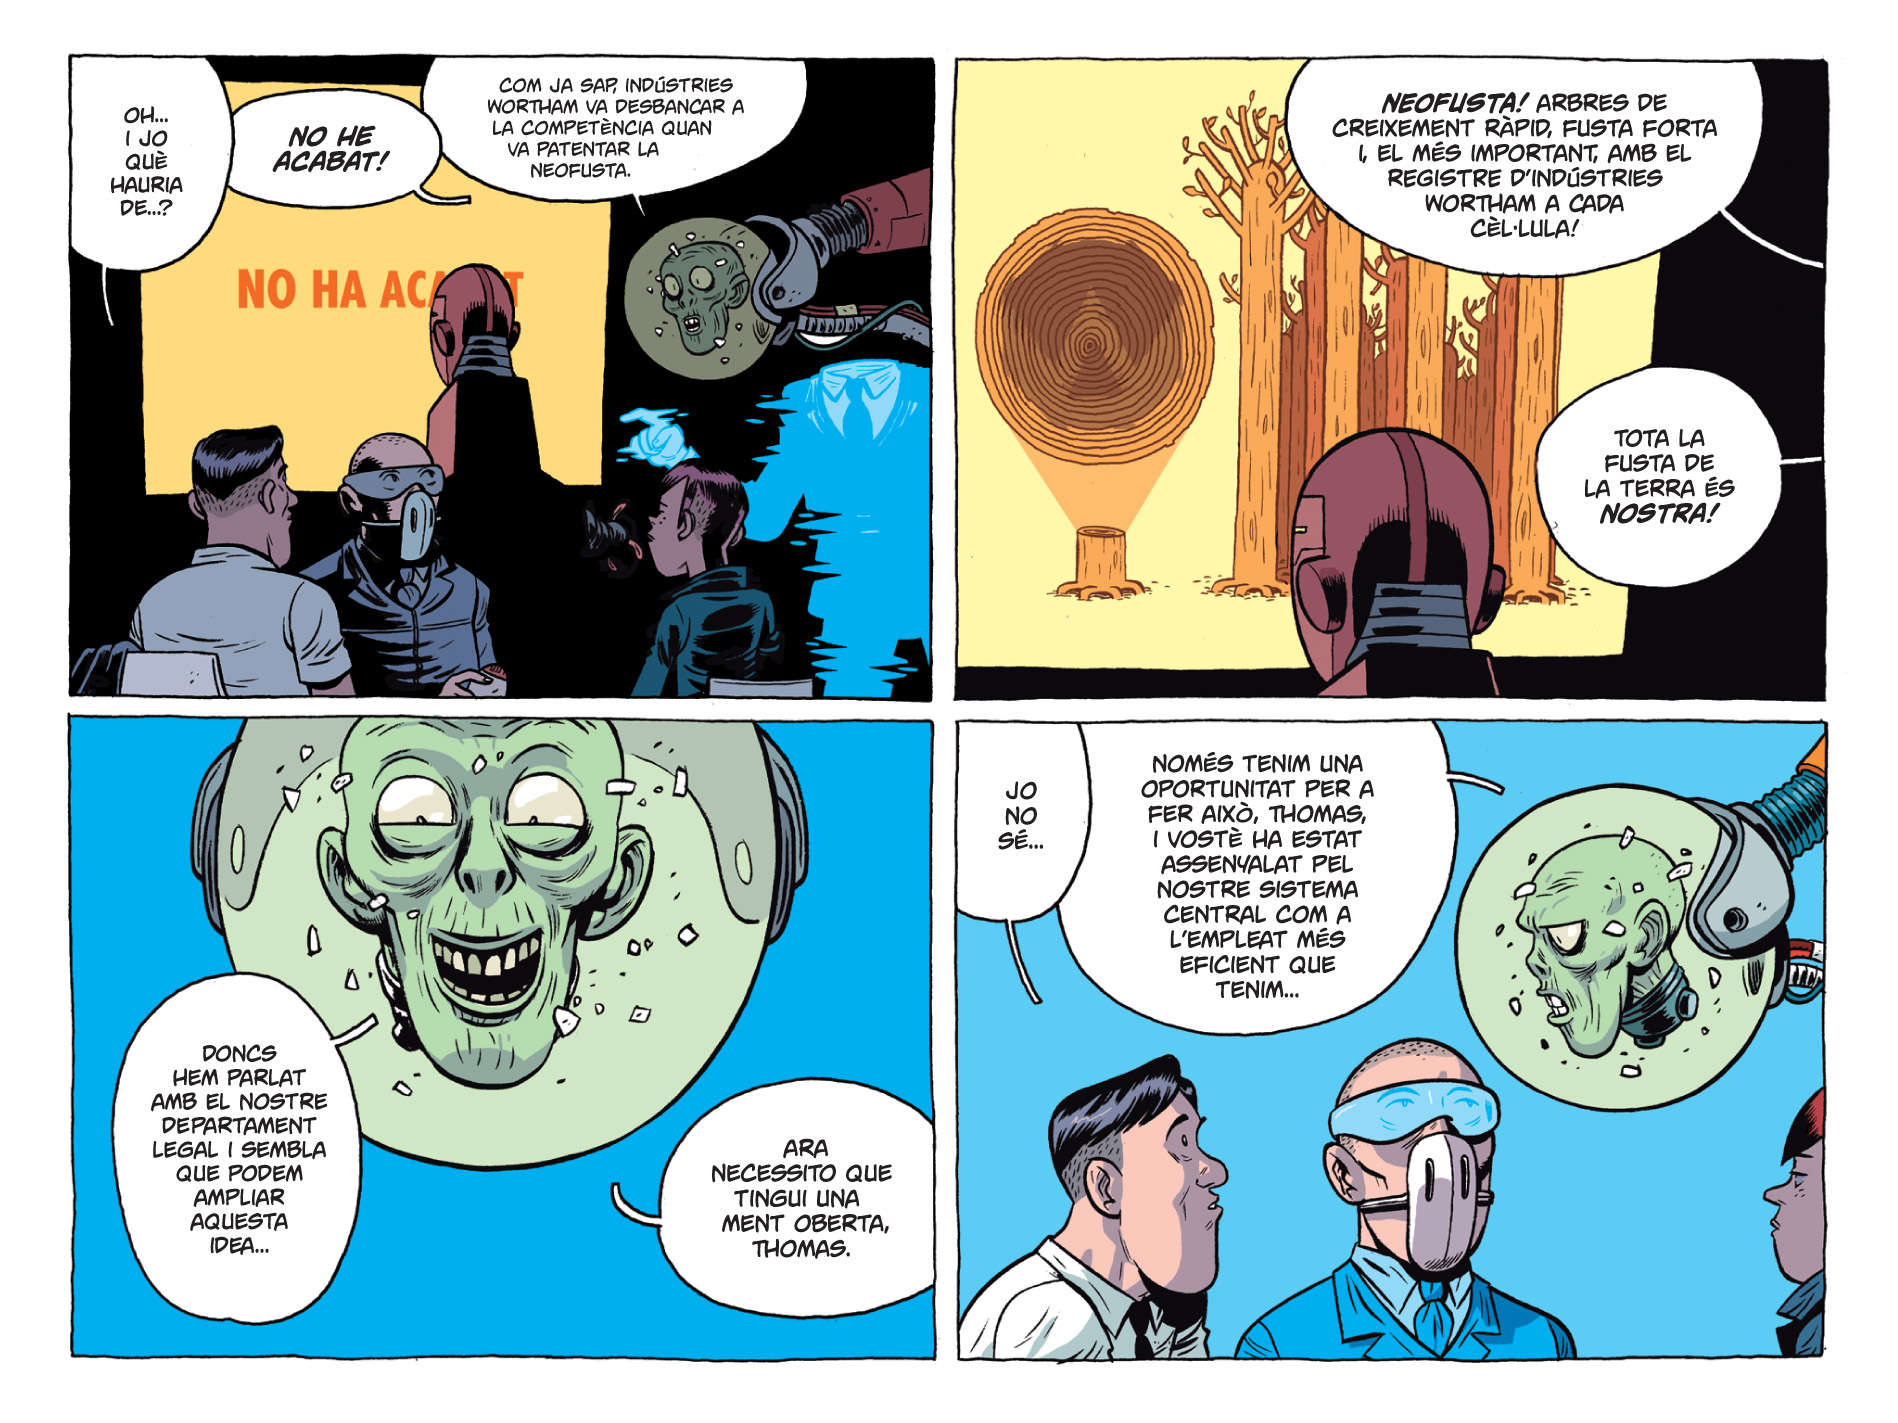 OH...
I JO
QUÈ
HAURIA
DE...?
NO HE
ACABAT!
COM JA SAP, INDÚSTRIES
WORTHAM VA DESBANCAR A
LA COMPETÈNCIA QUAN
VA PATENTAR LA
NEOFUSTA.
NO HA ACABAT
NEOFUSTA! ARBRES DE
CREIXEMENT RÀPID, FUSTA FORTA
I, EL MÉS IMPORTANT, AMB EL
REGISTRE D'INDÚSTRIES
WORTHAM A CADA
CÈL·LULA!
TOTA LA
FUSTA DE
LA TERRA ÉS
NOSTRA!
DONCS
HEM PARLAT
AMB EL NOSTRE
DEPARTAMENT
LEGAL I SEMBLA
QUE PODEM
AMPLIAR
AQUESTA
IDEA...
ARA
NECESSITO QUE
TINGUI UNA
MENT OBERTA,
THOMAS.
JO
NO
SÉ...
NOMÉS TENIM UNA
OPORTUNITAT PER A
FER AIXÒ, THOMAS,
I VOSTÈ HA ESTAT
ASSENYALAT PEL
NOSTRE SISTEMA
CENTRAL COM A
L'EMPLEAT MÉS
EFICIENT QUE
TENIM...